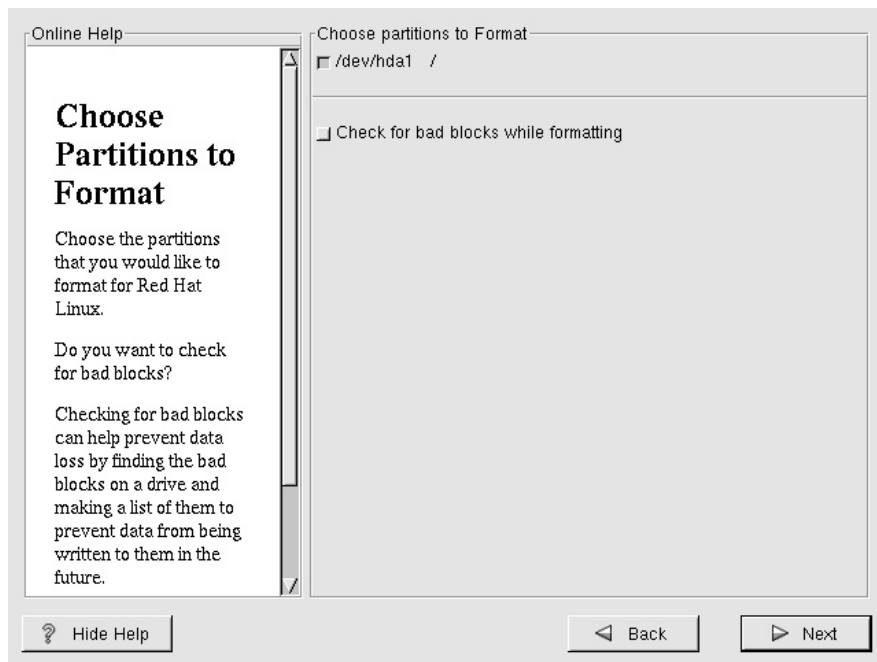 Online Help
Choose
Partitions to
Format
Choose the partitions
that you would like to
format for Red Hat
Linux.
Do you want to check
for bad blocks?
Checking for bad blocks
can help prevent data
loss by finding the bad
blocks on a drive and
making a list of them to
prevent data from being
written to them in the
future.
Choose partitions to Format
/dev/hda1 /
Check for bad blocks while formatting
Hide Help
Back
Next